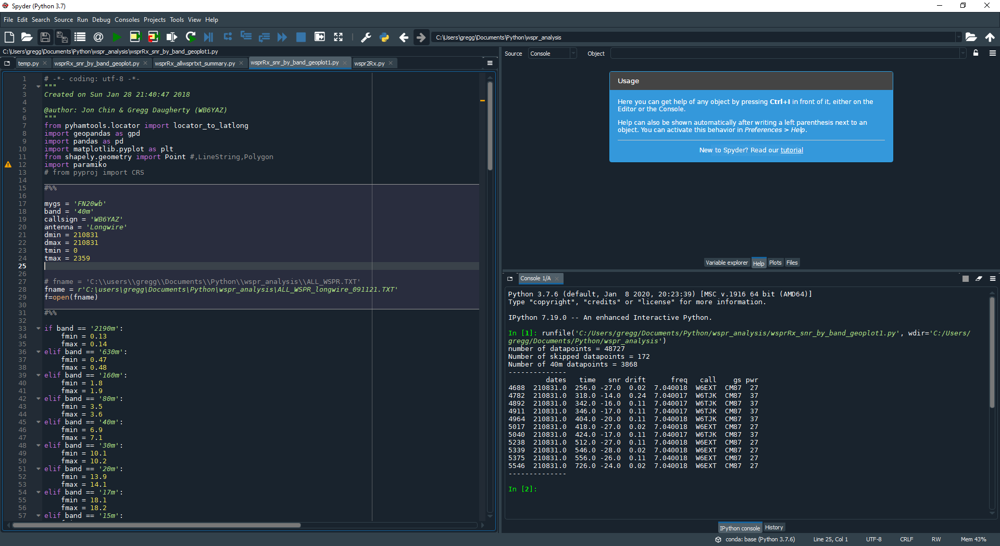 Spyder (Python 3.7)
File Edit Search Source Run Debug Consoles Projects Tools View Help
C:\Users\gregg\Documents\Python\wspr_analysis
C:\Users\gregg\Documents\Python\wspr_analysis\wsprRx_snr_by_band_geoplot1.py
temp.py wsprRx_snr_by_band_geoplot.py wsprRx_allwsprtxt_summary.py wsprRx_snr_by_band_geoplot1.py wspr2Rx.py
1 # -*- coding: utf-8 -*-
2 """
3 Created on Sun Jan 28 21:40:47 2018
4
5 @author: Jon Chin & Gregg Daugherty (WB6YAZ)
6 """
7 from pyhamtools.locator import locator_to_latlong
8 import geopandas as gpd
9 import pandas as pd
10 import matplotlib.pyplot as plt
11 from shapely.geometry import Point #,LineString,Polygon
12 import paramiko
13 # from pyproj import CRS
14
15 #%%
16
17 mygs = 'FN20wb'
18 band = '40m'
19 callsign = 'WB6YAZ'
20 antenna = 'Longwire'
21 dmin = 210831
22 dmax = 210831
23 tmin = 0
24 tmax = 2359
25
26
27 # fname = 'C:\\users\\gregg\\Documents\\Python\\wspr_analysis\\ALL_WSPR.TXT'
28 fname = r'C:\users\gregg\Documents\Python\wspr_analysis\ALL_WSPR_longwire_091121.TXT'
29 f=open(fname)
30
31 #%%
32
33 if band == '2190m':
34 fmin = 0.13
35 fmax = 0.14
36 elif band == '630m':
37 fmin = 0.47
38 fmax = 0.48
39 elif band == '160m':
40 fmin = 1.8
41 fmax = 1.9
42 elif band == '80m':
43 fmin = 3.5
44 fmax = 3.6
45 elif band == '40m':
46 fmin = 6.9
47 fmax = 7.1
48 elif band == '30m':
49 fmin = 10.1
50 fmax = 10.2
51 elif band == '20m':
52 fmin = 13.9
53 fmax = 14.1
54 elif band == '17m':
55 fmin = 18.1
56 fmax = 18.2
57 elif band == '15m':
Source Console Object
Usage
Here you can get help of any object by pressing Ctrl+I in front of it, either on the
Editor or the Console.
Help can also be shown automatically after writing a left parenthesis next to an
object. You can activate this behavior in Preferences > Help.
New to Spyder? Read our tutorial
Variable explorer Help Plots Files
Console 1/A
Python 3.7.6 (default, Jan  8 2020, 20:23:39) [MSC v.1916 64 bit (AMD64)]
Type "copyright", "credits" or "license" for more information.
IPython 7.19.0 -- An enhanced Interactive Python.
In [1]: runfile('C:/Users/gregg/Documents/Python/wspr_analysis/wsprRx_snr_by_band_geoplot1.py', wdir='C:/Users/
gregg/Documents/Python/wspr_analysis')
number of datapoints = 48727
Number of skipped datapoints = 172
Number of 40m datapoints = 3868
--------------
dates time snr drift freq call gs pwr
4688 210831.0 256.0 -27.0 0.02 7.040018 W6EXT CM87 27
4782 210831.0 318.0 -14.0 0.24 7.040017 W6TJK CM87 37
4892 210831.0 342.0 -16.0 0.11 7.040017 W6TJK CM87 37
4911 210831.0 346.0 -17.0 0.11 7.040017 W6TJK CM87 37
4964 210831.0 404.0 -20.0 0.11 7.040018 W6TJK CM87 37
5017 210831.0 418.0 -27.0 0.02 7.040018 W6EXT CM87 27
5040 210831.0 424.0 -17.0 0.11 7.040017 W6TJK CM87 37
5238 210831.0 512.0 -27.0 0.11 7.040018 W6EXT CM87 27
5339 210831.0 546.0 -28.0 0.02 7.040018 W6EXT CM87 27
5375 210831.0 556.0 -26.0 0.11 7.040018 W6EXT CM87 27
5546 210831.0 726.0 -24.0 0.02 7.040018 W6EXT CM87 27
--------------
In [2]:
IPython console History
conda: base (Python 3.7.6) Line 25, Col 1 UTF-8 CRLF RW Mem 43%